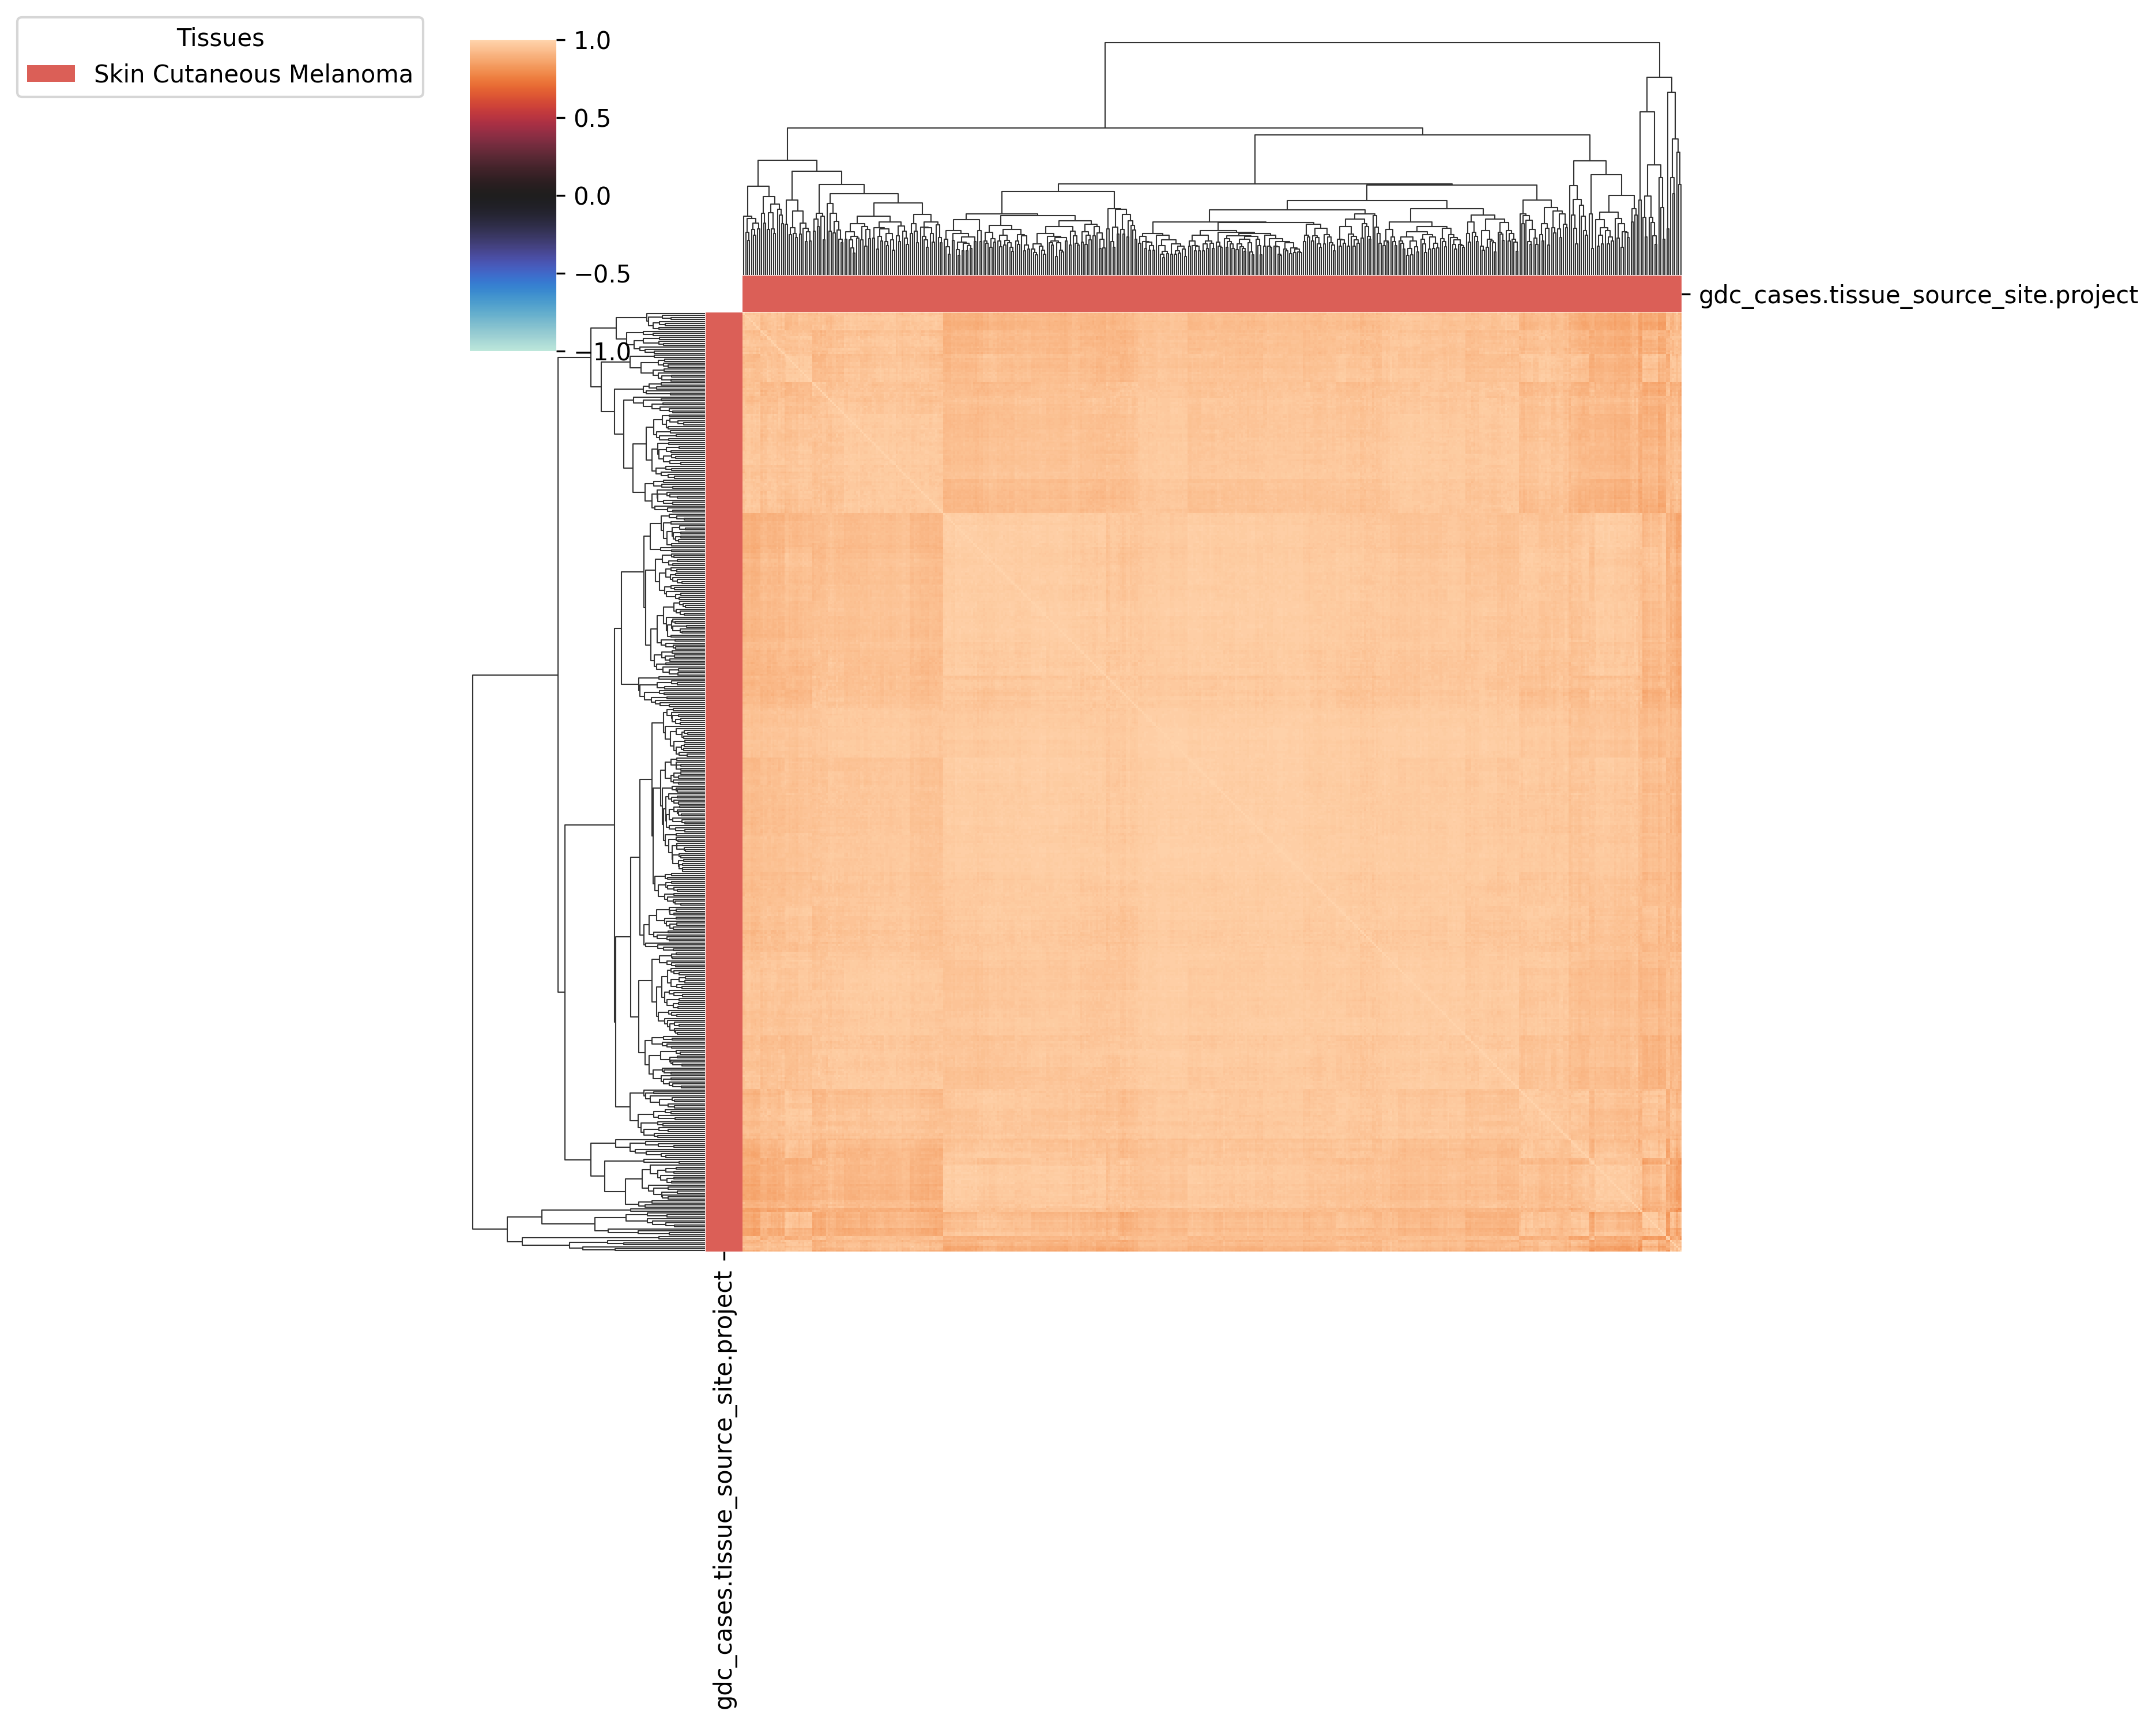 Tissues
Skin Cutaneous Melanoma
1.0
0.5
0.0
−0.5
−1.0
gdc_cases.tissue_source_site.project
gdc_cases.tissue_source_site.project